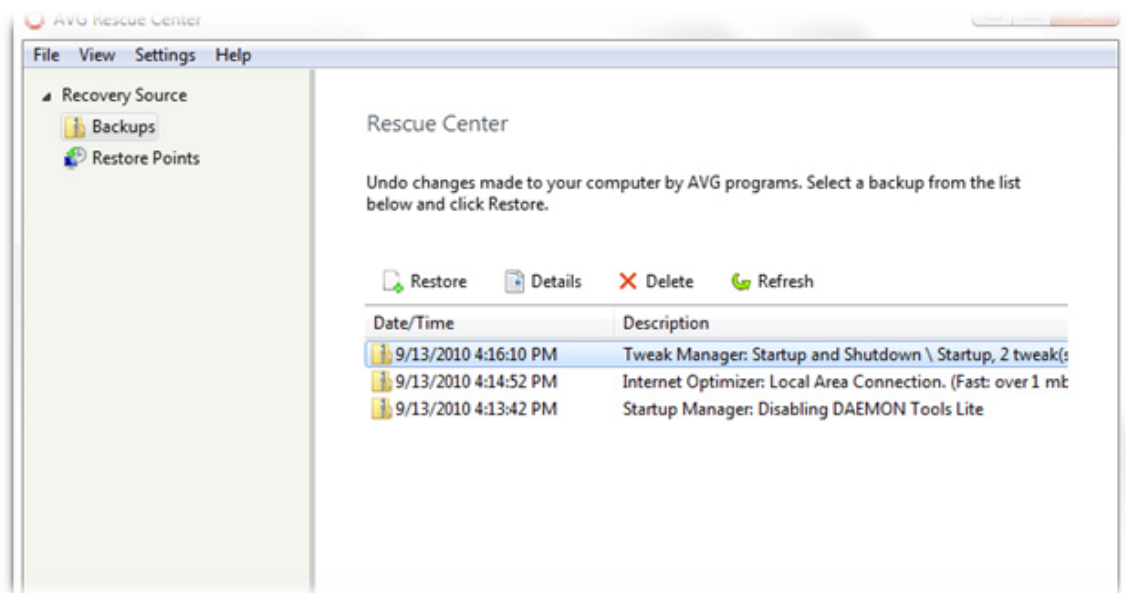 AVG Rescue Center
File View Settings Help
Recovery Source
Backups
Restore Points
Rescue Center
Undo changes made to your computer by AVG programs. Select a backup from the list
below and click Restore.
Restore Details Delete Refresh
Date/Time Description
9/13/2010 4:16:10 PM Tweak Manager: Startup and Shutdown \ Startup, 2 tweak(s
9/13/2010 4:14:52 PM Internet Optimizer: Local Area Connection. (Fast: over 1 mb
9/13/2010 4:13:42 PM Startup Manager: Disabling DAEMON Tools Lite